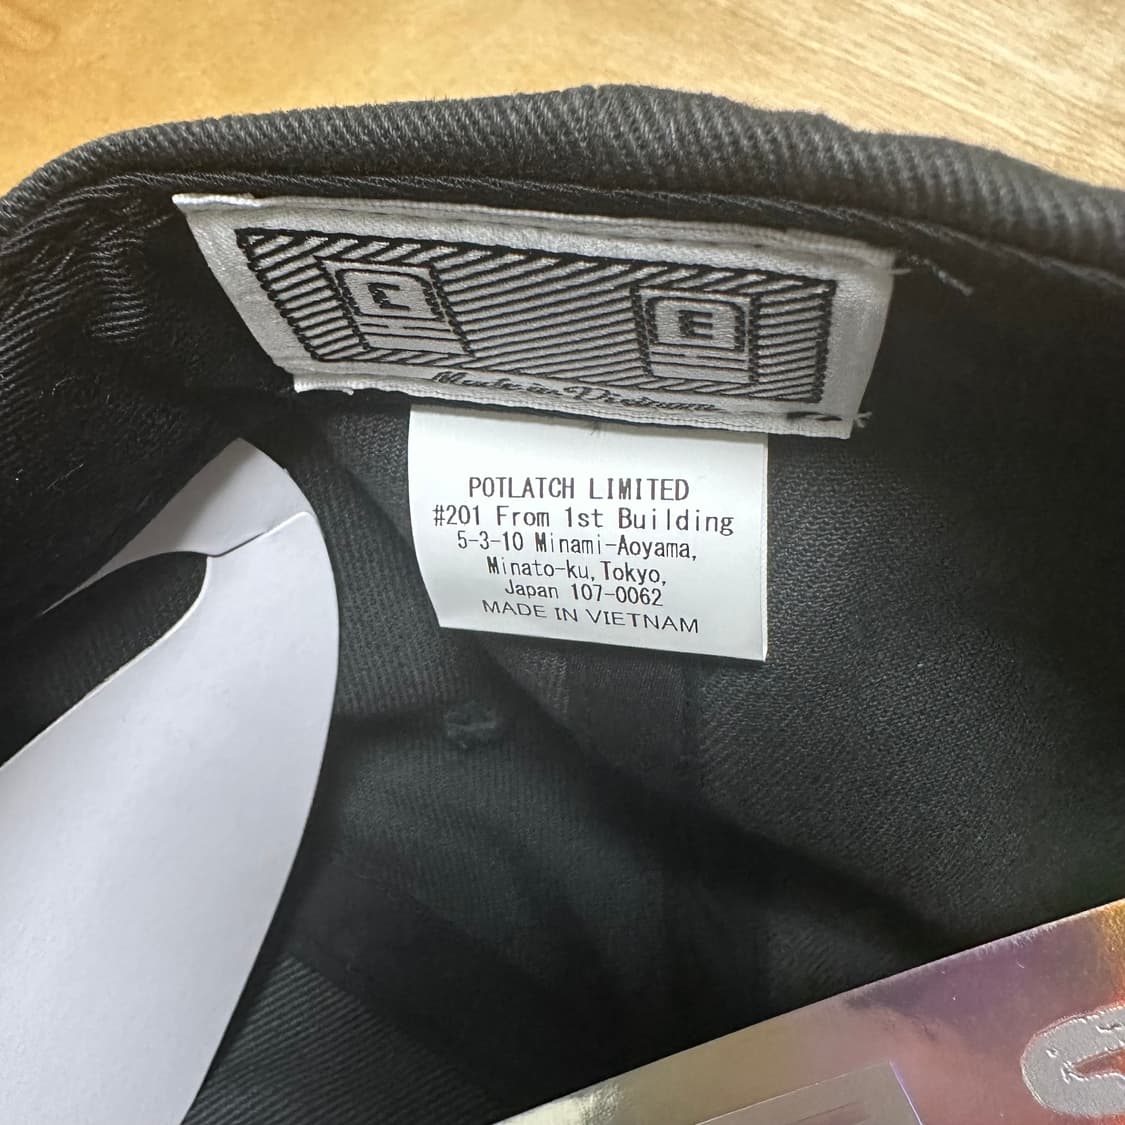 Made in Vietnam
POTLATCH LIMITED
#201 From 1st Building
5-3-10 Minami-Aoyama,
Minato-ku,Tokyo,
Japan 107-0062
MADE IN VIETNAM